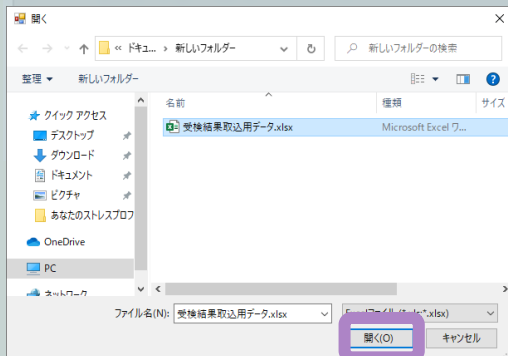 開く
« ドキュ... › 新しいフォルダー
新しいフォルダーの検索
整理 新しいフォルダー
名前 種類 サイズ
クイック アクセス
受検結果取込用データ.xlsx Microsoft Excel ワ...
デスクトップ
ダウンロード
ドキュメント
ピクチャ
あなたのストレスプロフ
OneDrive
PC
ネットワーク
ファイル名(N): 受検結果取込用データ.xlsx
開く(O) キャンセル